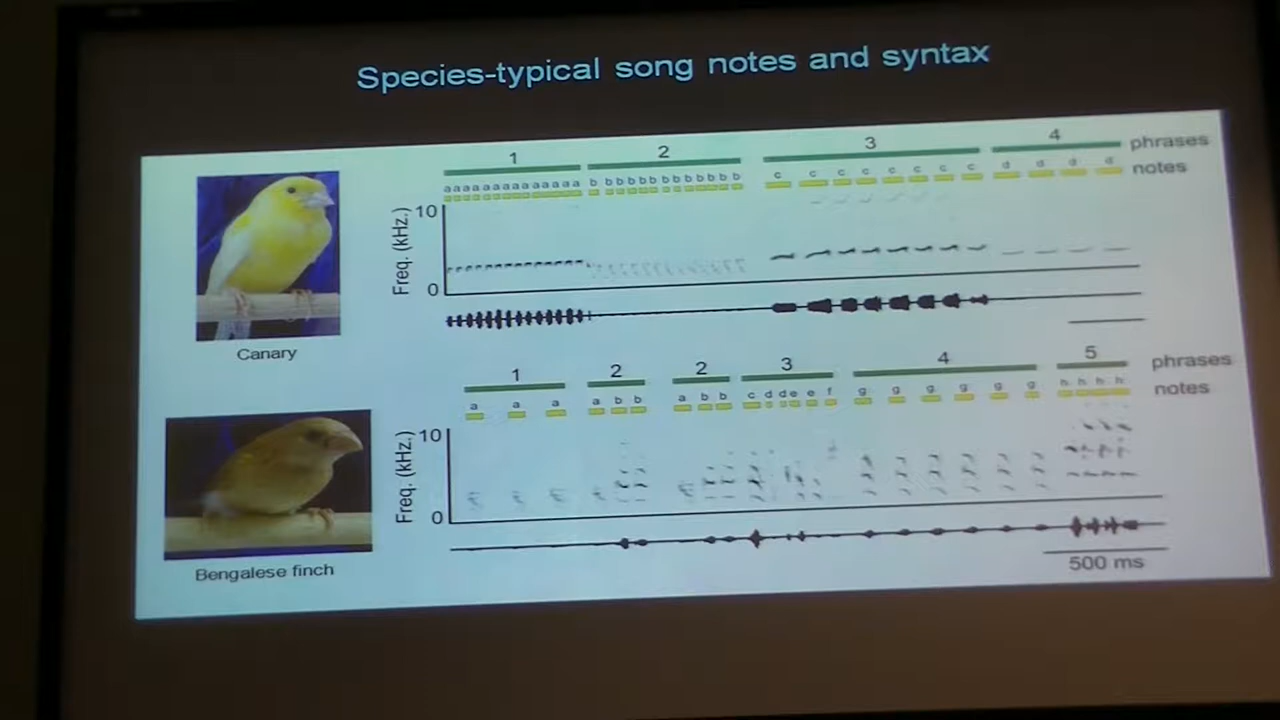 Species-typical song notes and syntax
1 2 3 4 phrases
a a a a a a a a a a a a a a a b b b b b b b b b b b b b c c c c c c c c d d d d notes
10
Freq. (kHz.)
0
Canary
1 2 2 3 4 5 phrases
a a a a b b a b b c d d e e f g g g g g g h h h h notes
10
Freq. (kHz.)
0
500 ms
Bengalese finch